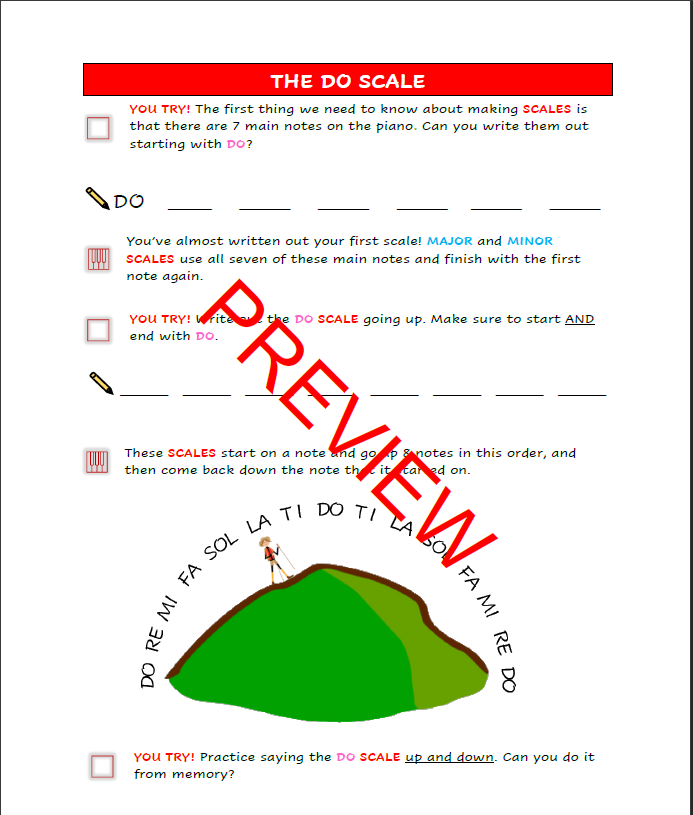 THE DO SCALE
YOU TRY! The first thing we need to know about making SCALES is
that there are 7 main notes on the piano. Can you write them out
starting with DO?
DO ____ ____ ____ ____ ____ ____
You've almost written out your first scale! MAJOR and MINOR
SCALES use all seven of these main notes and finish with the first
note again.
YOU TRY! Write out the DO SCALE going up. Make sure to start AND
end with DO.
____ ____ ____ ____ ____ ____ ____ ____
These SCALES start on a note and go up 8 notes in this order, and
then come back down the note that it started on.
DO RE MI FA SOL LA TI DO TI LA SOL FA MI RE DO
YOU TRY! Practice saying the DO SCALE up and down. Can you do it
from memory?
PREVIEW